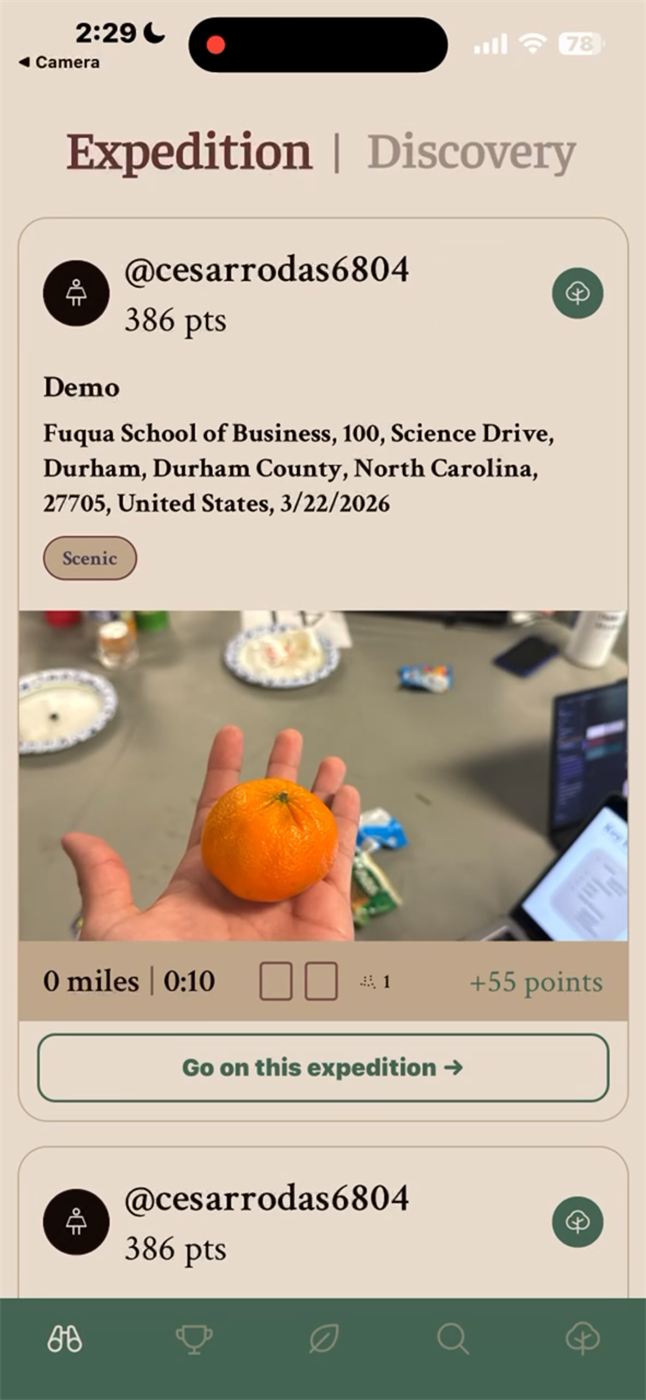 2:29
◀ Camera
78
Expedition | Discovery
@cesarrodas6804
386 pts
Demo
Fuqua School of Business, 100, Science Drive,
Durham, Durham County, North Carolina,
27705, United States, 3/22/2026
Scenic
0 miles | 0:10
1
+55 points
Go on this expedition →
@cesarrodas6804
386 pts